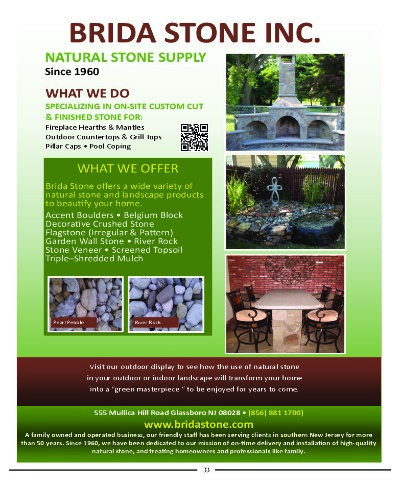 BRIDA STONE INC.
NATURAL STONE SUPPLY
Since 1960
WHAT WE DO
SPECIALIZING IN ON-SITE CUSTOM CUT
& FINISHED STONE FOR:
Fireplace Hearths & Mantles
Outdoor Countertops & Grill Tops
Pillar Caps • Pool Coping
WHAT WE OFFER
Brida Stone offers a wide variety of
natural stone and landscape products
to beautify your home.
Accent Boulders • Belgium Block
Decorative Crushed Stone
Flagstone (Irregular & Pattern)
Garden Wall Stone • River Rock
Stone Veneer • Screened Topsoil
Triple–Shredded Mulch
Pearl Pebble
River Rock
Visit our outdoor display to see how the use of natural stone
in your outdoor or indoor landscape will transform your home
into a "green masterpiece" to be enjoyed for years to come.
555 Mullica Hill Road Glassboro NJ 08028 • (856) 881 1700)
www.bridastone.com
A family owned and operated business, our friendly staff has been serving clients in southern New Jersey for more
than 50 years. Since 1960, we have been dedicated to our mission of on-time delivery and installation of high-quality
natural stone, and treating homeowners and professionals like family.
33